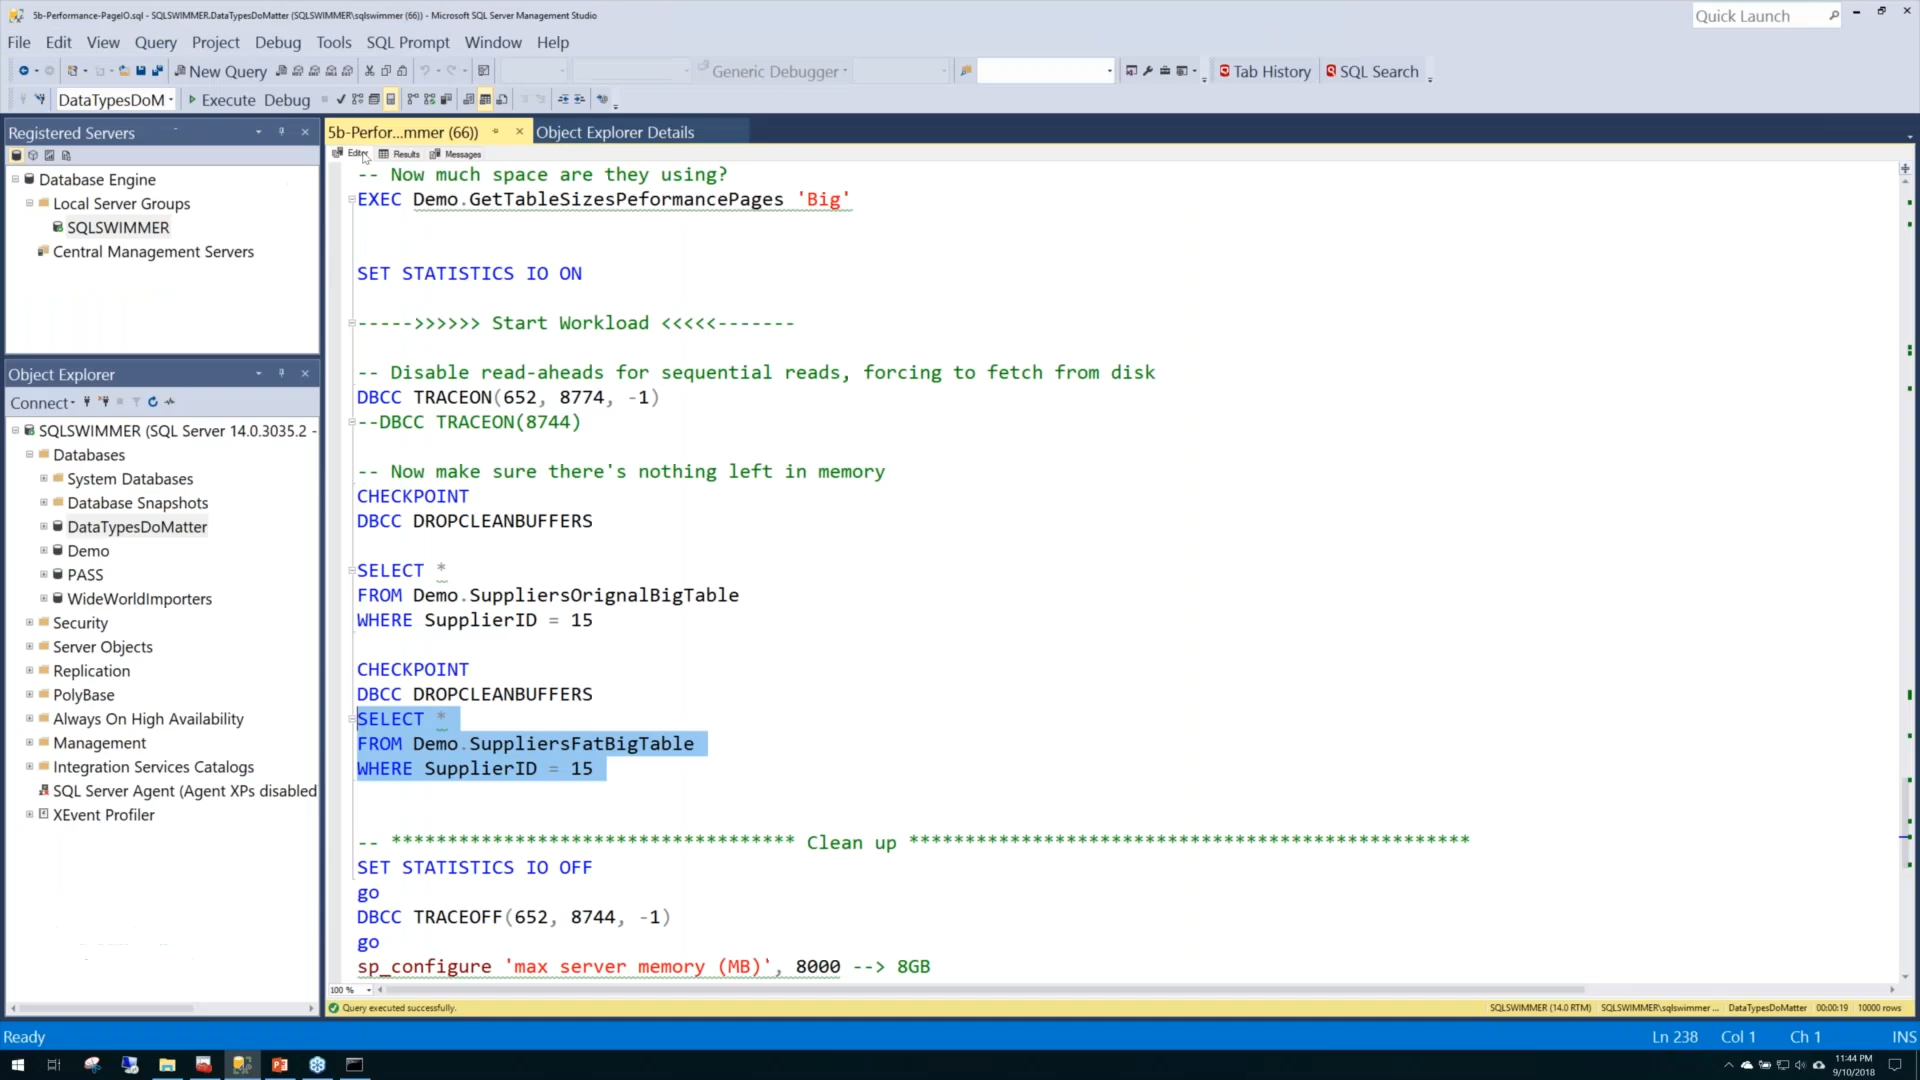 5b-Performance-PageIO.sql - SQLSWIMMER.DataTypesDoMatter (SQLSWIMMER\sqlswimmer (66)) - Microsoft SQL Server Management Studio
Quick Launch
File Edit View Query Project Debug Tools SQL Prompt Window Help
New Query Generic Debugger Tab History SQL Search
DataTypesDoM Execute Debug
Registered Servers
Database Engine
Local Server Groups
SQLSWIMMER
Central Management Servers
Object Explorer
Connect
SQLSWIMMER (SQL Server 14.0.3035.2 -
Databases
System Databases
Database Snapshots
DataTypesDoMatter
Demo
PASS
WideWorldImporters
Security
Server Objects
Replication
PolyBase
Always On High Availability
Management
Integration Services Catalogs
SQL Server Agent (Agent XPs disabled
XEvent Profiler
5b-Perfor...mmer (66)) Object Explorer Details
Editor Results Messages
-- Now much space are they using?
EXEC Demo.GetTableSizesPeformancePages 'Big'
SET STATISTICS IO ON
----->>>>>> Start Workload <<<<<-------
-- Disable read-aheads for sequential reads, forcing to fetch from disk
DBCC TRACEON(652, 8774, -1)
--DBCC TRACEON(8744)
-- Now make sure there's nothing left in memory
CHECKPOINT
DBCC DROPCLEANBUFFERS
SELECT *
FROM Demo.SuppliersOrignalBigTable
WHERE SupplierID = 15
CHECKPOINT
DBCC DROPCLEANBUFFERS
SELECT *
FROM Demo.SuppliersFatBigTable
WHERE SupplierID = 15
-- ************************************ Clean up **************************************************
SET STATISTICS IO OFF
go
DBCC TRACEOFF(652, 8744, -1)
go
sp_configure 'max server memory (MB)', 8000 --> 8GB
100 %
Query executed successfully. SQLSWIMMER (14.0 RTM) SQLSWIMMER\sqlswimmer ... DataTypesDoMatter 00:00:19 10000 rows
Ready Ln 238 Col 1 Ch 1 INS
11:44 PM
9/10/2018